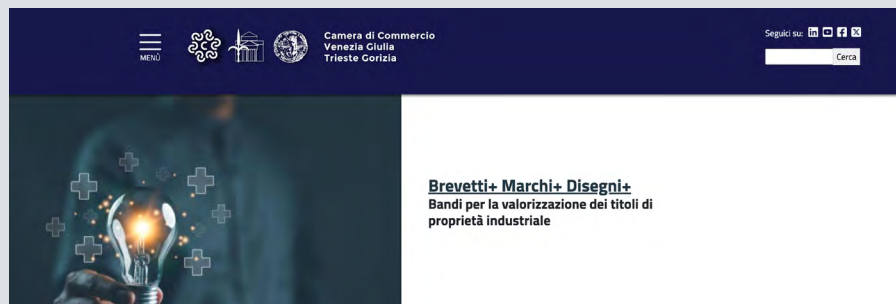 MENÙ
Camera di Commercio
Venezia Giulia
Trieste Gorizia
Seguici su:
Cerca
Brevetti+ Marchi+ Disegni+
Bandi per la valorizzazione dei titoli di
proprietà industriale